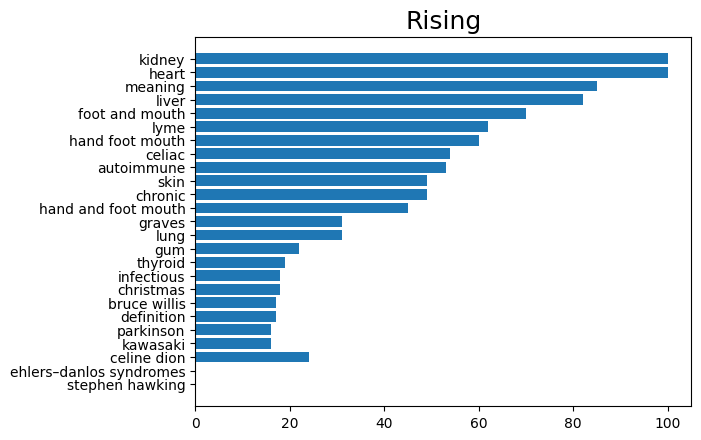 Rising
kidney
heart
meaning
liver
foot and mouth
lyme
hand foot mouth
celiac
autoimmune
skin
chronic
hand and foot mouth
graves
lung
gum
thyroid
infectious
christmas
bruce willis
definition
parkinson
kawasaki
celine dion
ehlers–danlos syndromes
stephen hawking
0 20 40 60 80 100